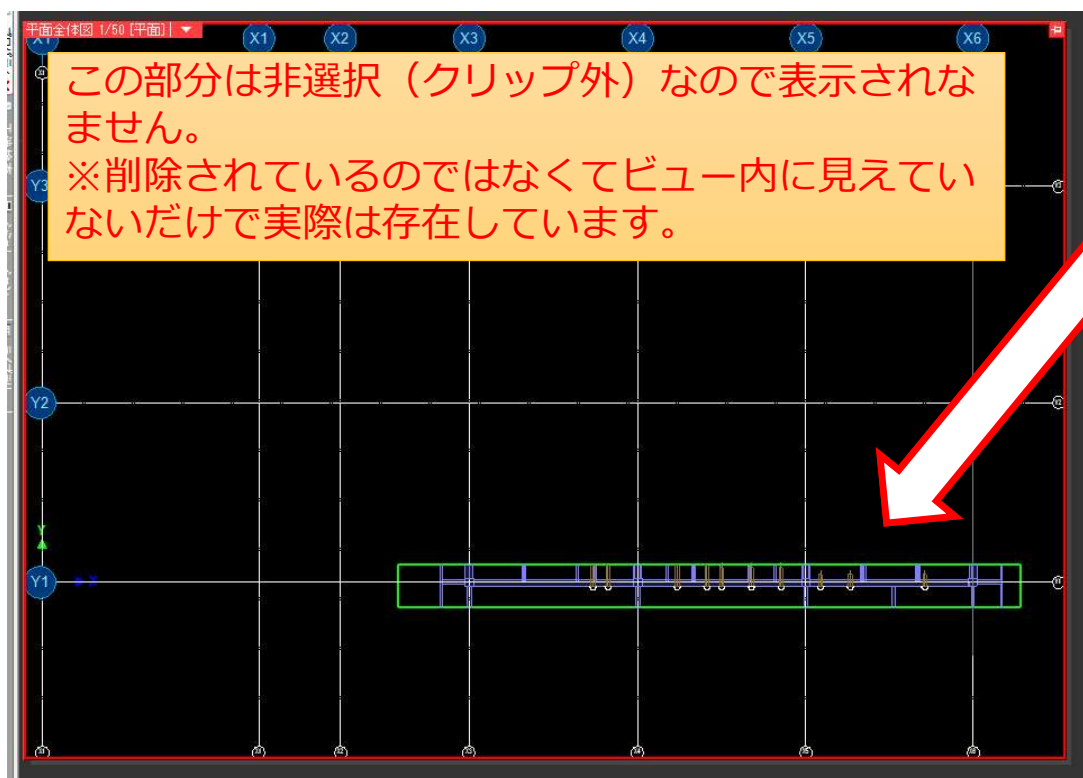 平面全体図 1/50 [平面]
X1 X2 X3 X4 X5 X6
この部分は非選択（クリップ外）なので表示されな
ません。
※削除されているのではなくてビュー内に見えてい
ないだけで実際は存在しています。
Y3
Y2
Y
Y1 X